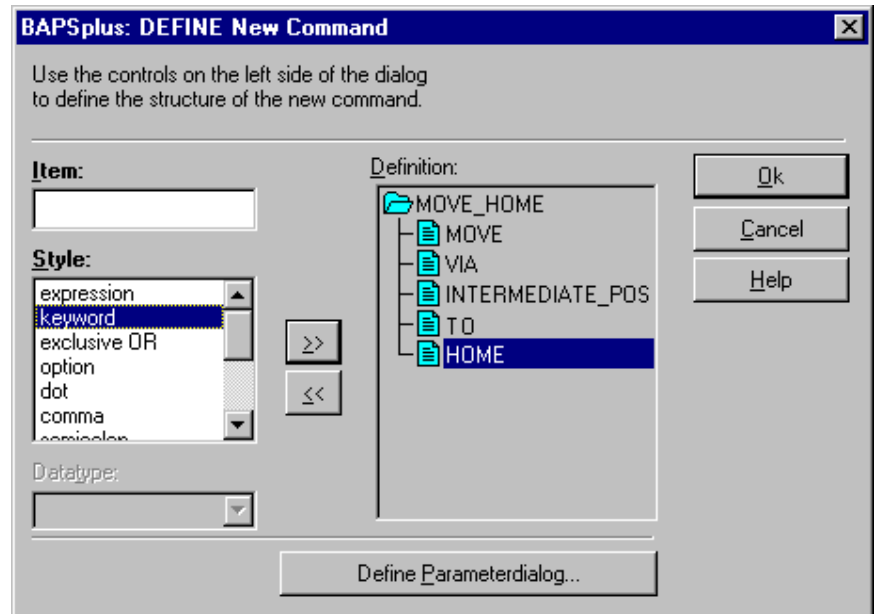 BAPSplus: DEFINE New Command
Use the controls on the left side of the dialog
to define the structure of the new command.
Item:
Style:
expression
keyword
exclusive OR
option
dot
comma
semicolon
Datatype:
>>
<<
Definition:
MOVE_HOME
MOVE
VIA
INTERMEDIATE_POS
TO
HOME
Ok
Cancel
Help
Define Parameterdialog...